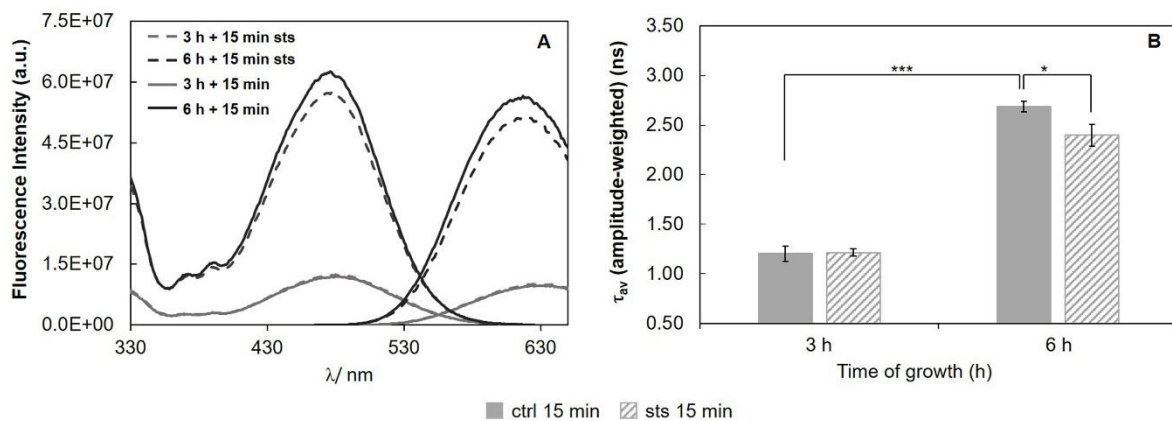 A
Fluorescence Intensity (a.u.)
7.5E+07
6.0E+07
4.5E+07
3.0E+07
1.5E+07
0.0E+00
3 h + 15 min sts
6 h + 15 min sts
3 h + 15 min
6 h + 15 min
330 430 530 630
λ/ nm
B
τav (amplitude-weighted) (ns)
3.50
3.00
2.50
2.00
1.50
1.00
0.50
*** *
3 h 6 h
Time of growth (h)
ctrl 15 min sts 15 min